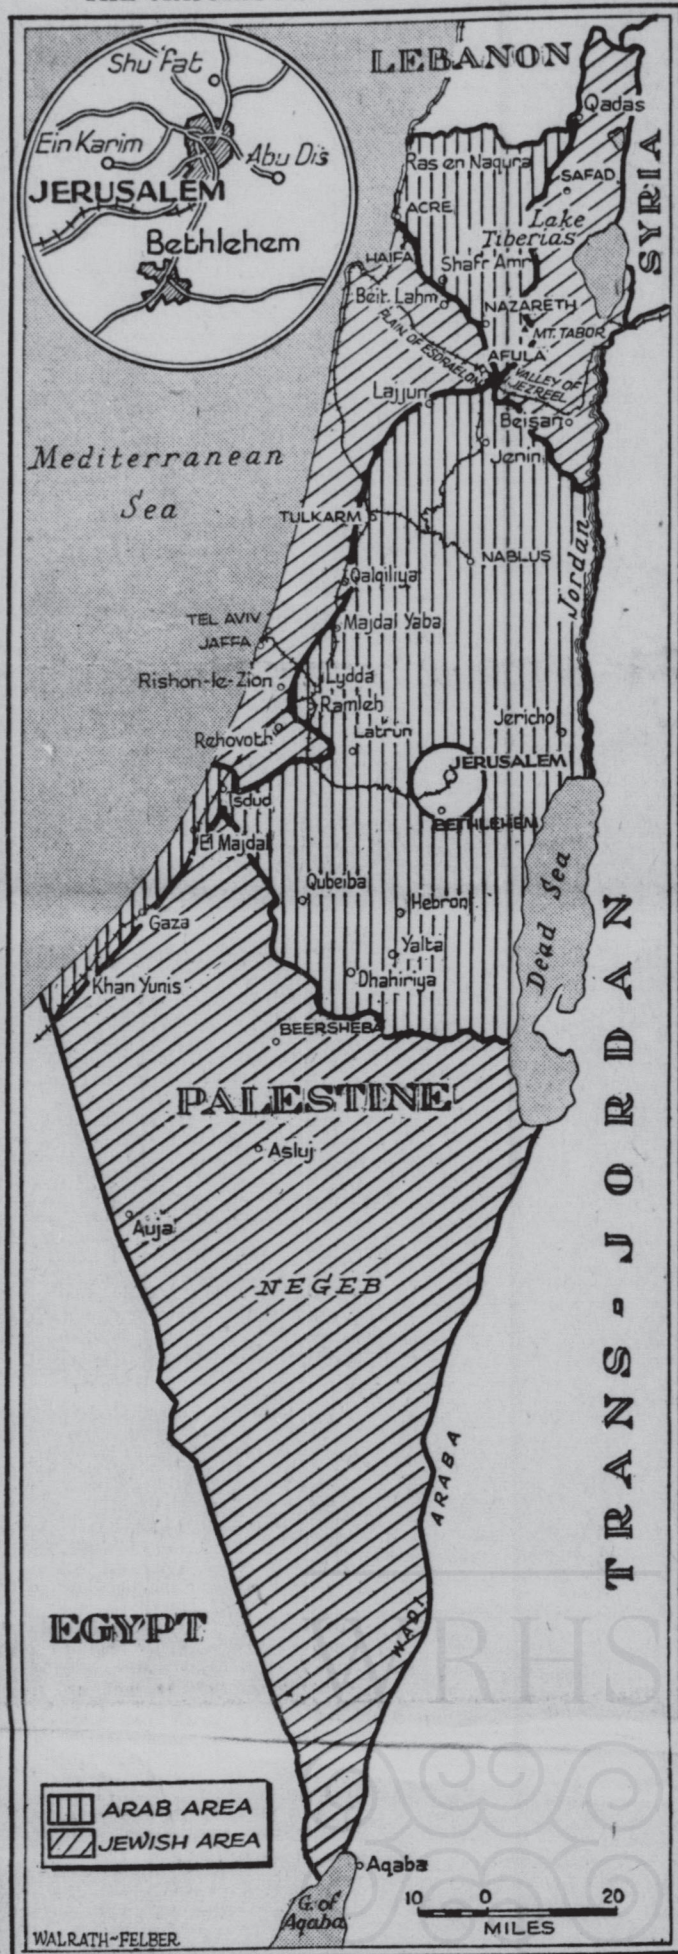 LEBANON
Shu'fat
Ein Karim
Abu Dis
JERUSALEM
Bethlehem
Qadas
SYRIA
Ras en Naqura
SAFAD
ACRE
Lake
Tiberias
HAIFA
Shafr Amr
Beit Lahm
NAZARETH
PLAIN OF ESDRAELON
MT. TABOR
AFULA
VALLEY OF
JEZREEL
Lajjun
Beisan
Jenin
Mediterranean
Sea
TULKARM
NABLUS
Jordan
Qalqiliya
TEL AVIV
JAFFA
Majdal Yaba
Rishon-le-Zion
Lydda
Ramleh
Jericho
Rehovoth
Latrun
JERUSALEM
Isdud
BETHLEHEM
El Majdal
Qubeiba
Hebron
Dead Sea
Gaza
Yalta
Dhahiriya
Khan Yunis
BEERSHEBA
PALESTINE
TRANS-JORDAN
Asluj
Auja
NEGEB
WADI ARABA
EGYPT
WRHS
ARAB AREA
JEWISH AREA
Aqaba
G. of
Aqaba
10 0 20
MILES
WALRATH~FELBER